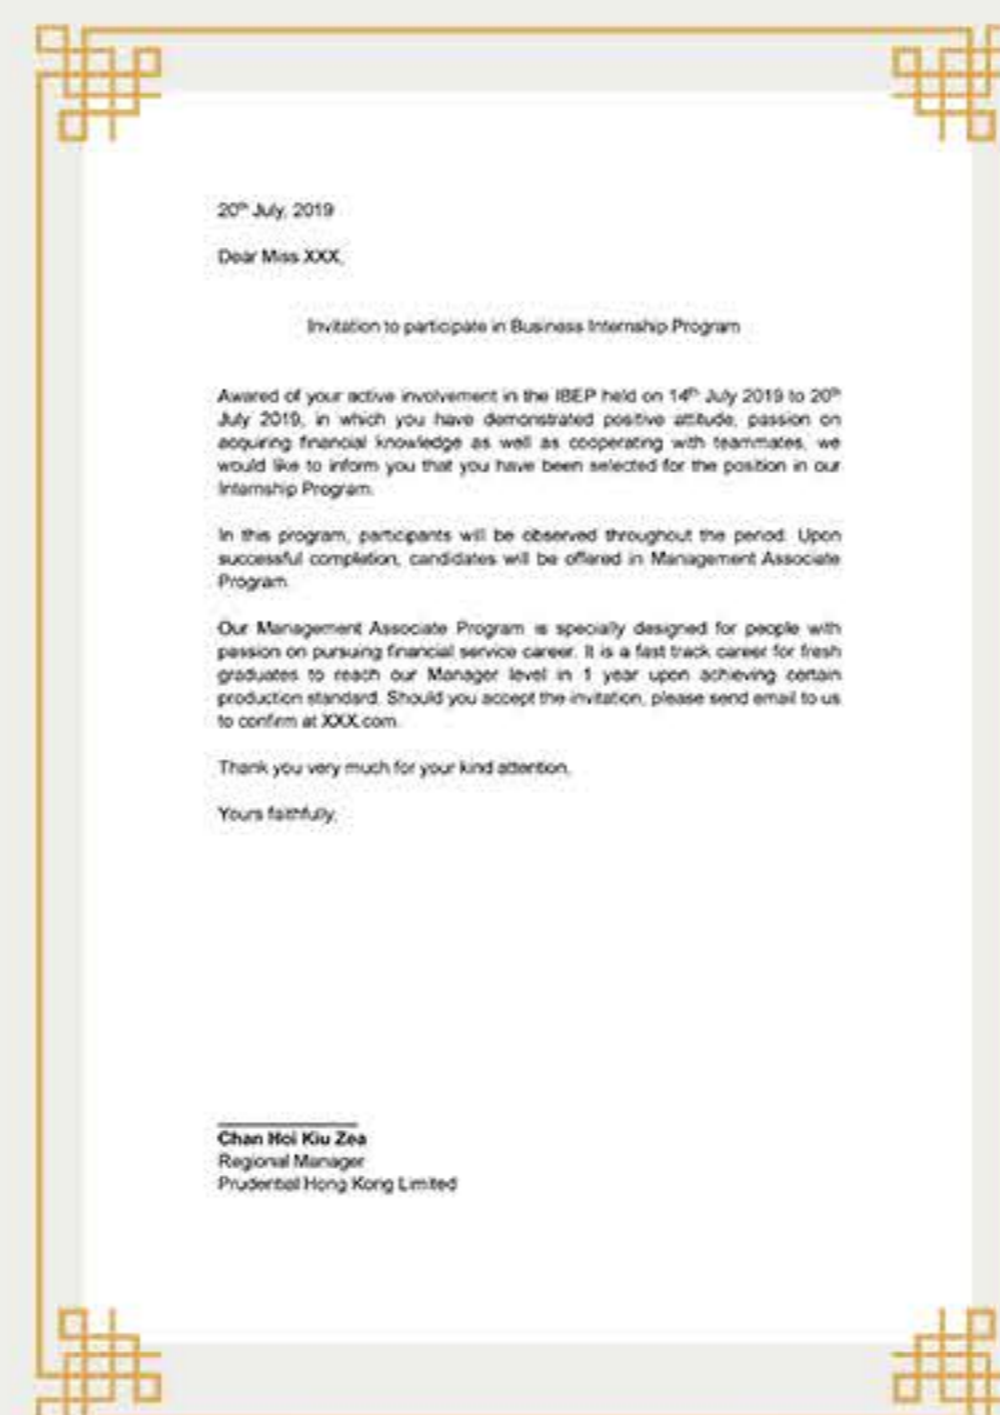 20th July, 2019
Dear Miss XXX,
Invitation to participate in Business Internship Program
Awared of your active involvement in the IBEP held on 14th July 2019 to 20th
July 2019, in which you have demonstrated positive attitude, passion on
acquiring financial knowledge as well as cooperating with teammates, we
would like to inform you that you have been selected for the position in our
Internship Program.
In this program, participants will be observed throughout the period. Upon
successful completion, candidates will be offered in Management Associate
Program.
Our Management Associate Program is specially designed for people with
passion on pursuing financial service career. It is a fast track career for fresh
graduates to reach our Manager level in 1 year upon achieving certain
production standard. Should you accept the invitation, please send email to us
to confirm at XXX.com.
Thank you very much for your kind attention.
Yours faithfully,
Chan Hoi Kiu Zea
Regional Manager
Prudential Hong Kong Limited